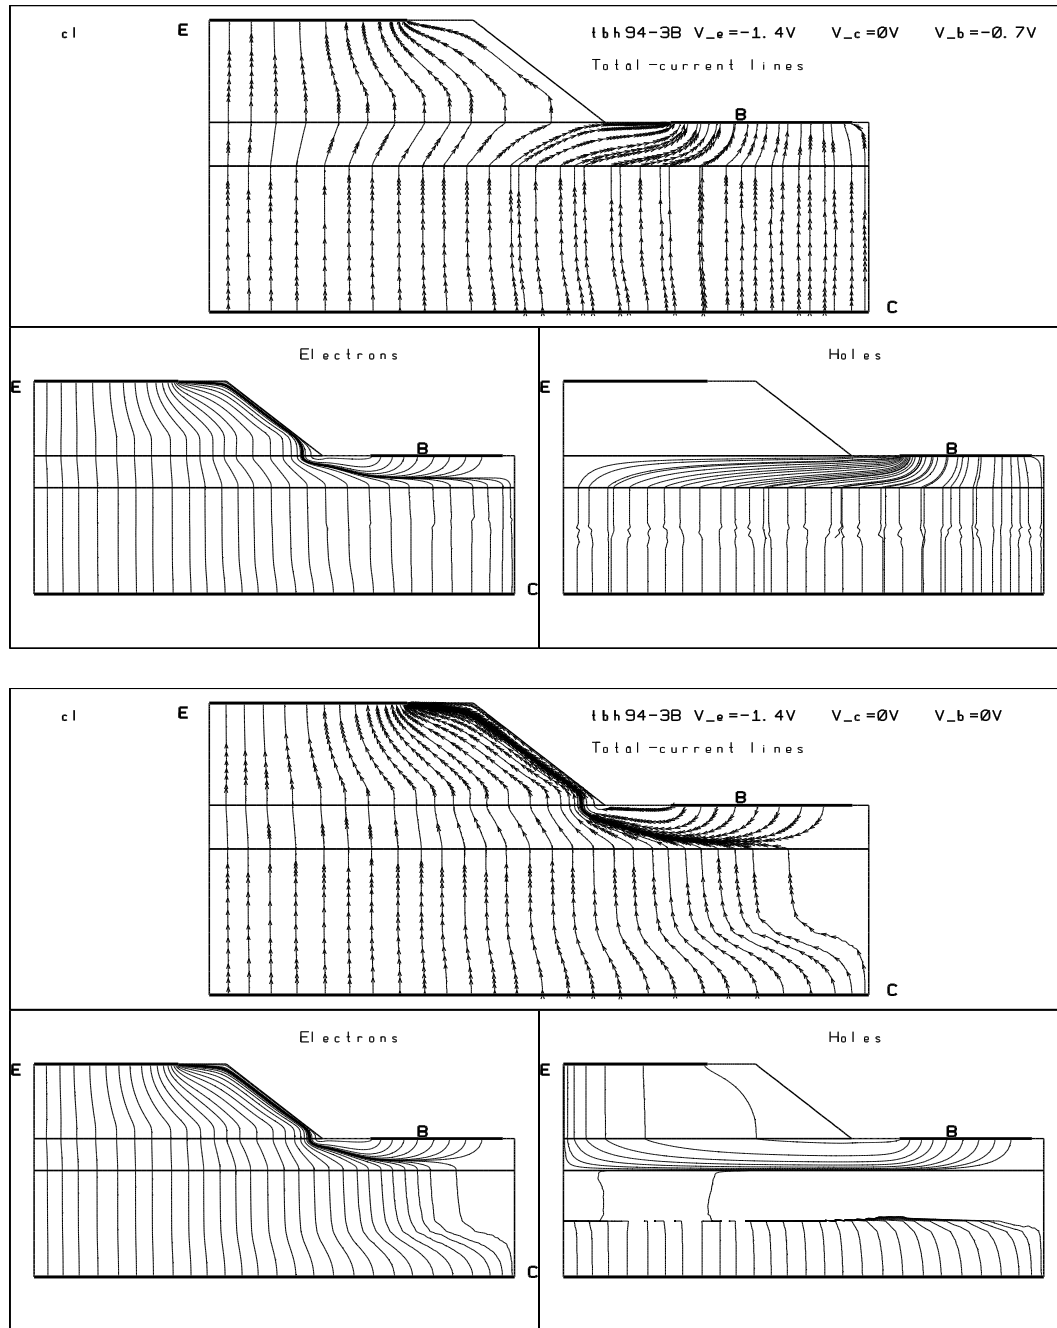 cl E tbh94-3B V_e=-1.4V V_c=0V V_b=-0.7V
Total-current lines
B
C
Electrons Holes
E E
B B
C
cl E tbh94-3B V_e=-1.4V V_c=0V V_b=0V
Total-current lines
B
C
Electrons Holes
E E
B B
C